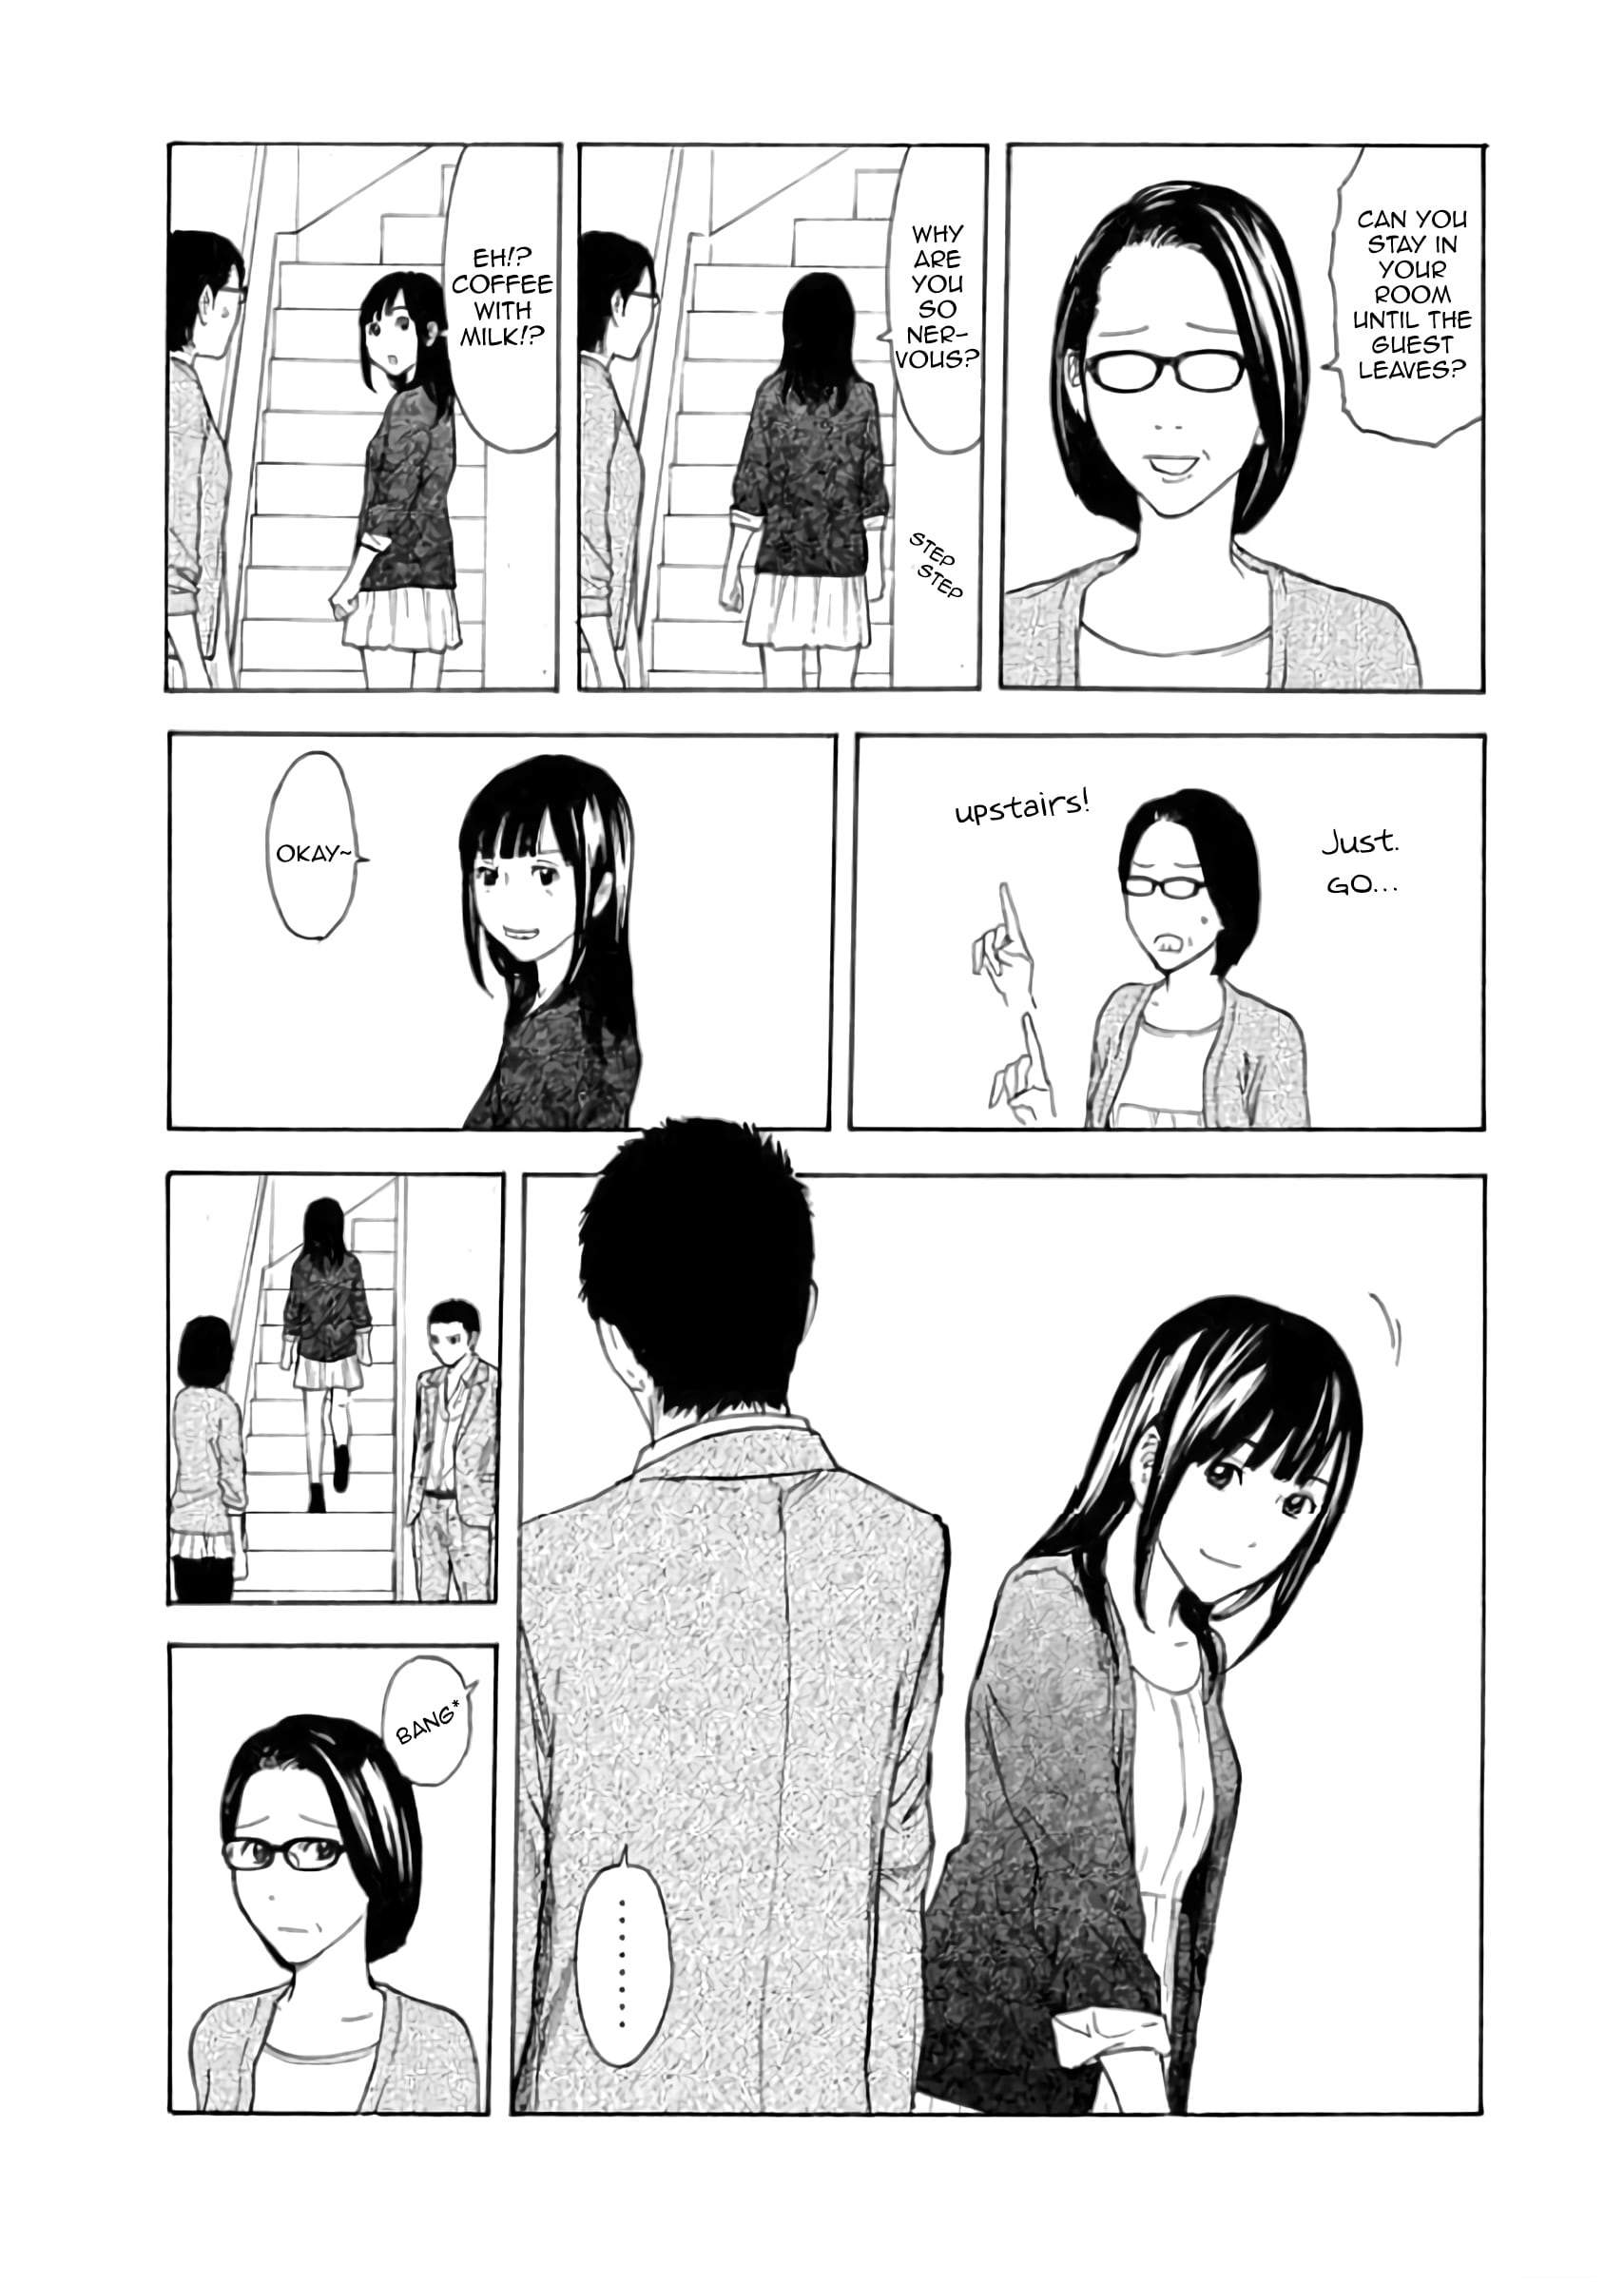 CAN YOU
STAY IN
YOUR
ROOM
UNTIL THE
GUEST
LEAVES?
WHY
ARE
YOU
SO
NER-
VOUS?
STEP
STEP
EH!?
COFFEE
WITH
MILK!?
Just.
GO...
upstairs!
OKAY~
........
BANG*